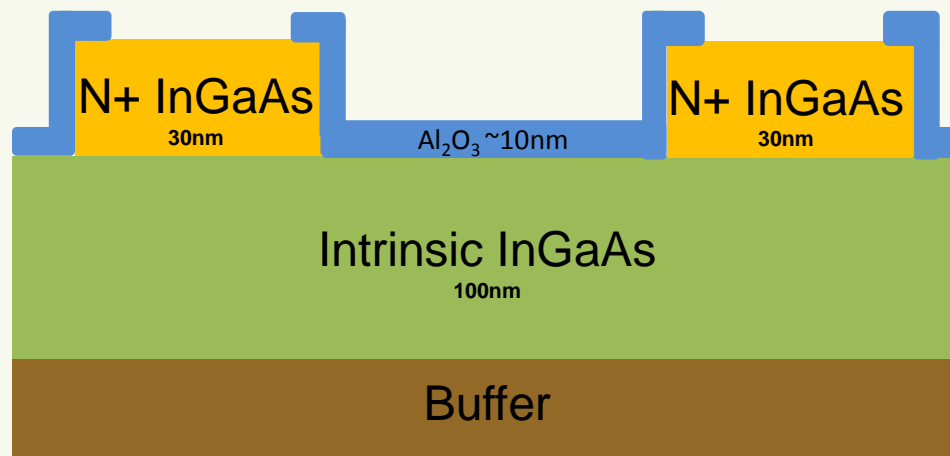 N+ InGaAs
30nm
N+ InGaAs
30nm
Al₂O₃ ~10nm
Intrinsic InGaAs
100nm
Buffer